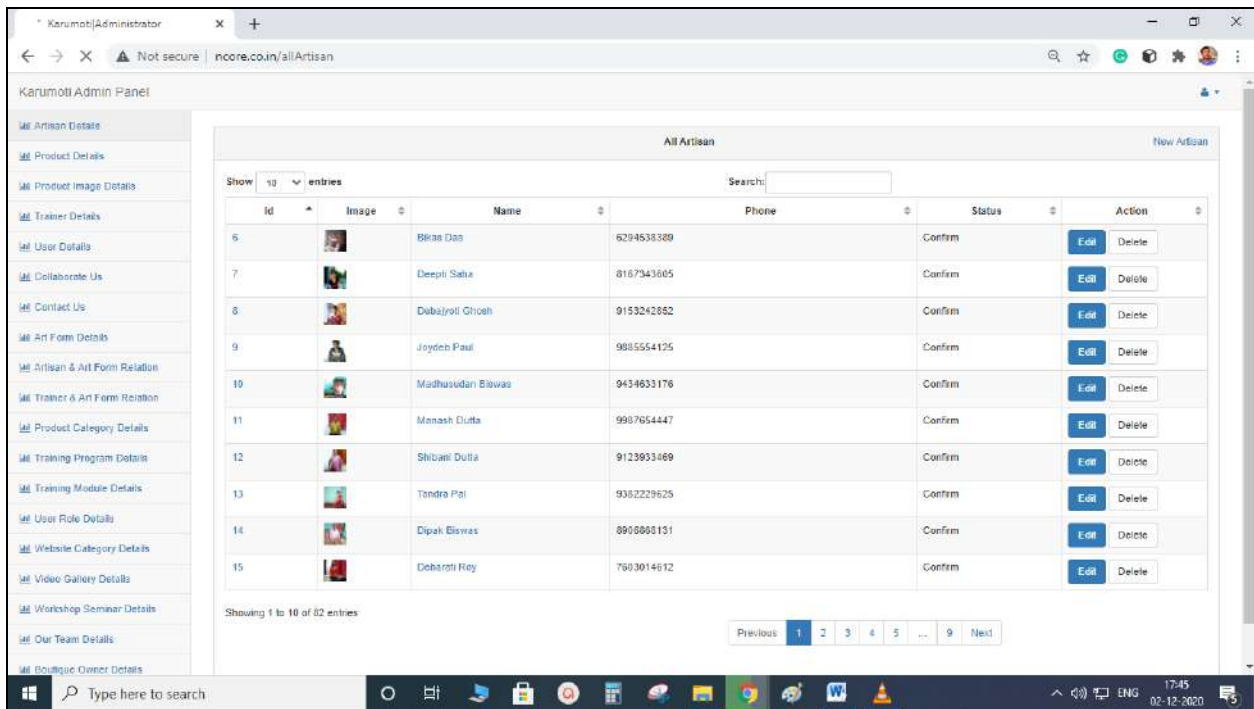 Karumoti|Administrator
Not secure | ncore.co.in/allArtisan
Karumoti Admin Panel
Artisan Details
Product Details
Product Image Details
Trainer Details
User Details
Collaborate Us
Contact Us
Art Form Details
Artisan & Art Form Relation
Trainer & Art Form Relation
Product Category Details
Training Program Details
Training Module Details
User Role Details
Website Category Details
Video Gallery Details
Workshop Seminar Details
Our Team Details
Boutique Owner Details
All Artisan
New Artisan
Show 10 entries
Search:
Id Image Name Phone Status Action
6 Bikas Das 6294538389 Confirm Edit Delete
7 Deepti Saha 8167343605 Confirm Edit Delete
8 Debajyoti Ghosh 9153242852 Confirm Edit Delete
9 Joydeb Paul 9885554125 Confirm Edit Delete
10 Madhusudan Biswas 9434633176 Confirm Edit Delete
11 Manash Dutta 9987654447 Confirm Edit Delete
12 Shibani Dutta 9123933469 Confirm Edit Delete
13 Tandra Pal 9382229625 Confirm Edit Delete
14 Dipak Biswas 8906868131 Confirm Edit Delete
15 Debarati Roy 7603014612 Confirm Edit Delete
Showing 1 to 10 of 82 entries
Previous 1 2 3 4 5 ... 9 Next
Type here to search
ENG
17:45
02-12-2020